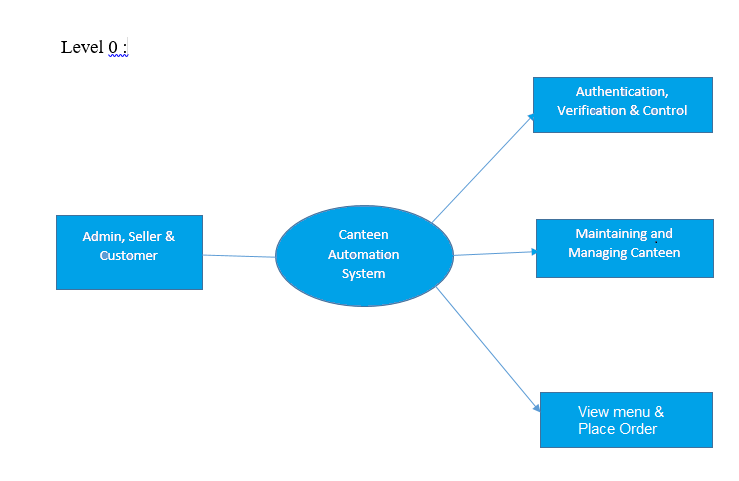 Level 0 :
Authentication,
Verification & Control
Admin, Seller &
Customer
Canteen
Automation
System
Maintaining and
Managing Canteen
View menu &
Place Order